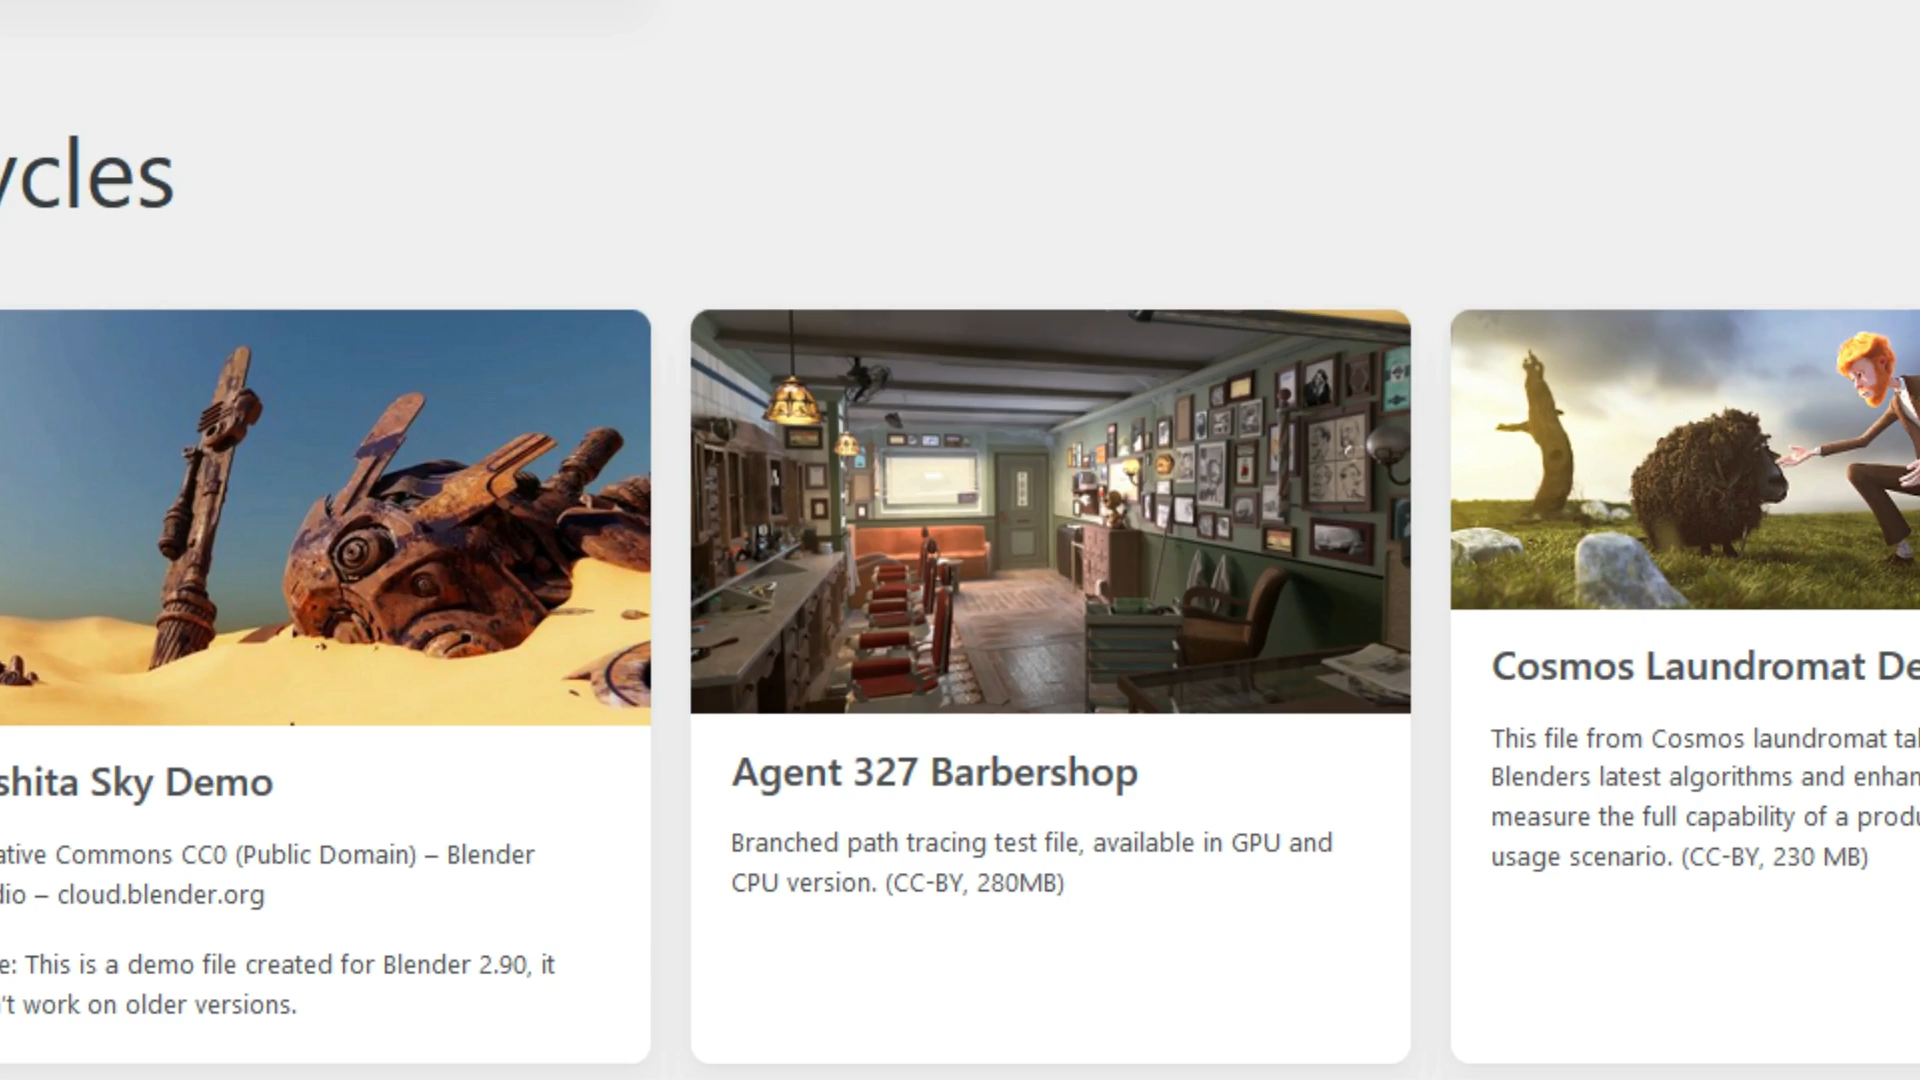 ycles
shita Sky Demo
ative Commons CC0 (Public Domain) – Blender
dio – cloud.blender.org
e: This is a demo file created for Blender 2.90, it
't work on older versions.
Agent 327 Barbershop
Branched path tracing test file, available in GPU and
CPU version. (CC-BY, 280MB)
Cosmos Laundromat De
This file from Cosmos laundromat tal
Blenders latest algorithms and enhan
measure the full capability of a produ
usage scenario. (CC-BY, 230 MB)